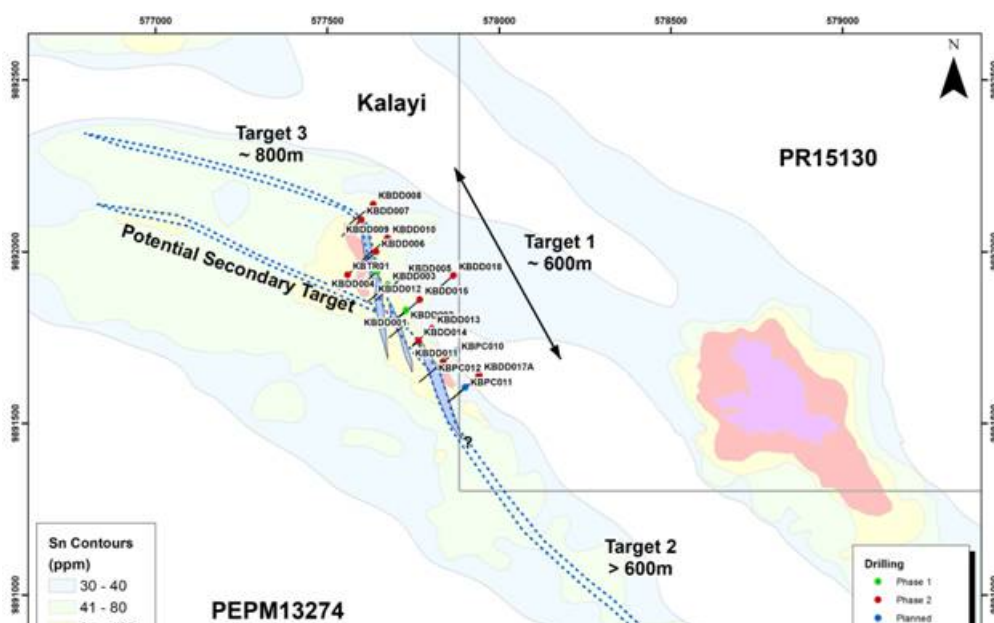 577000
577500
578000
578500
579000
9892500
N
Kalayi
PR15130
Target 3
~ 800m
KBDD008
KBDD007
KBDD009
KBDD010
KBDD006
Target 1
~ 600m
9892000
Potential Secondary Target
KBTR01
KBDD005
KBDD018
KBDD003
KBDD004
KBDD012
KBDD015
KBDD001
KBDD013
KBDD014
KBPC010
KBDD011
KBPC012
KBDD017A
KBPC011
9891500
?
Target 2
> 600m
Sn Contours
(ppm)
30 - 40
41 - 80
Drilling
Phase 1
Phase 2
Planned
9891000
PEPM13274